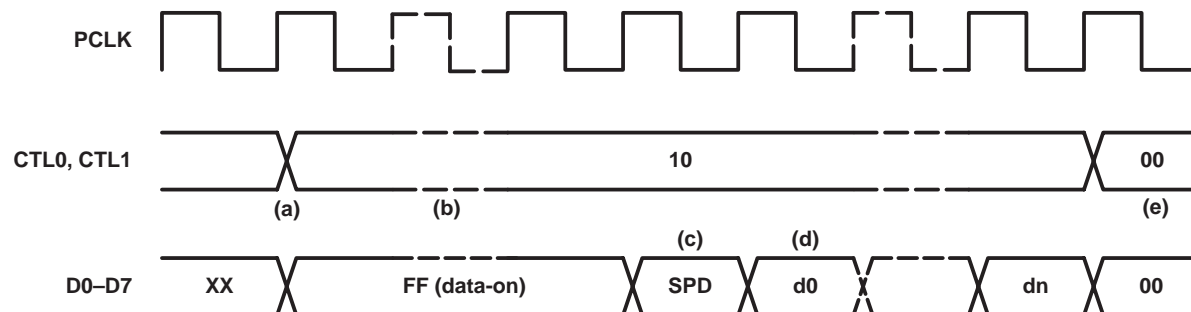 PCLK
CTL0, CTL1
10
00
(a)
(b)
(e)
(c)
(d)
D0–D7
XX
FF (data-on)
SPD
d0
dn
00